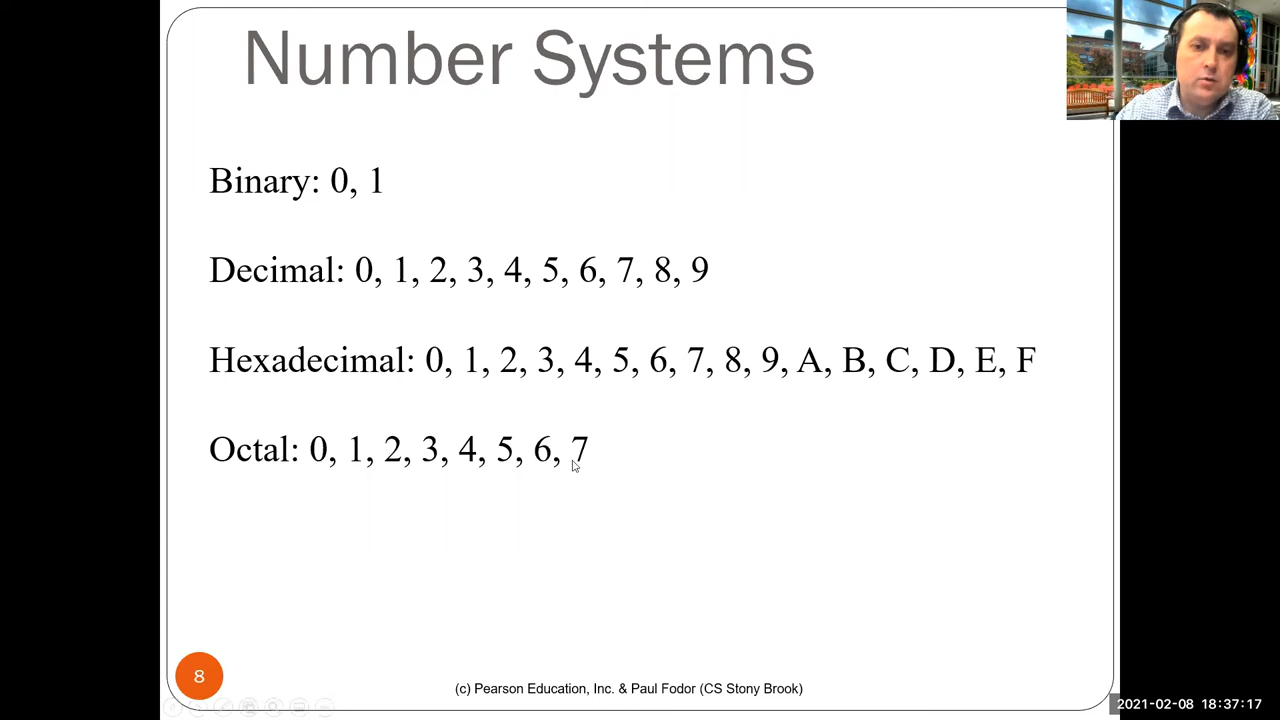 Number Systems
Binary: 0, 1
Decimal: 0, 1, 2, 3, 4, 5, 6, 7, 8, 9
Hexadecimal: 0, 1, 2, 3, 4, 5, 6, 7, 8, 9, A, B, C, D, E, F
Octal: 0, 1, 2, 3, 4, 5, 6, 7
8
(c) Pearson Education, Inc. & Paul Fodor (CS Stony Brook)
2021-02-08 18:37:17